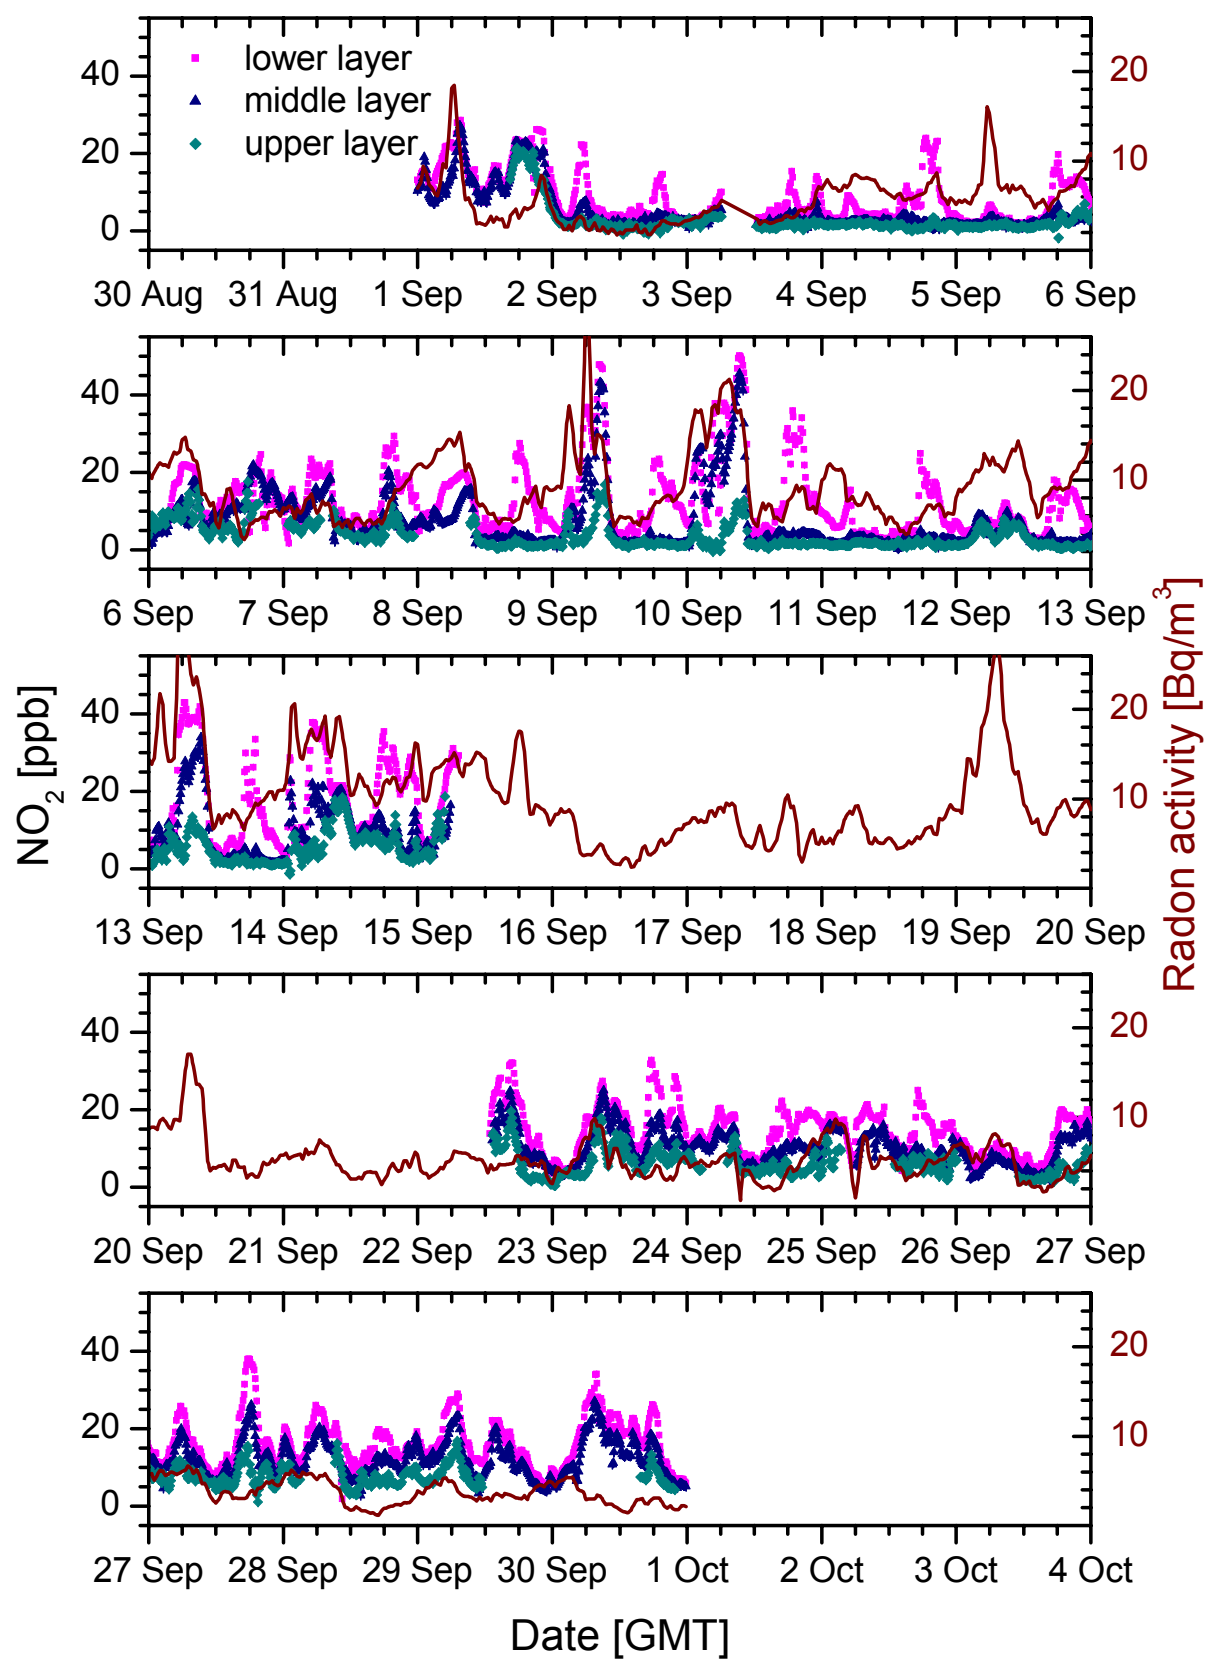 lower layer
middle layer
upper layer
40
20
0
20
10
30 Aug 31 Aug 1 Sep 2 Sep 3 Sep 4 Sep 5 Sep 6 Sep
40
20
0
20
10
6 Sep 7 Sep 8 Sep 9 Sep 10 Sep 11 Sep 12 Sep 13 Sep
NO2 [ppb]
Radon activity [Bq/m3]
40
20
0
20
10
13 Sep 14 Sep 15 Sep 16 Sep 17 Sep 18 Sep 19 Sep 20 Sep
40
20
0
20
10
20 Sep 21 Sep 22 Sep 23 Sep 24 Sep 25 Sep 26 Sep 27 Sep
40
20
0
20
10
27 Sep 28 Sep 29 Sep 30 Sep 1 Oct 2 Oct 3 Oct 4 Oct
Date [GMT]